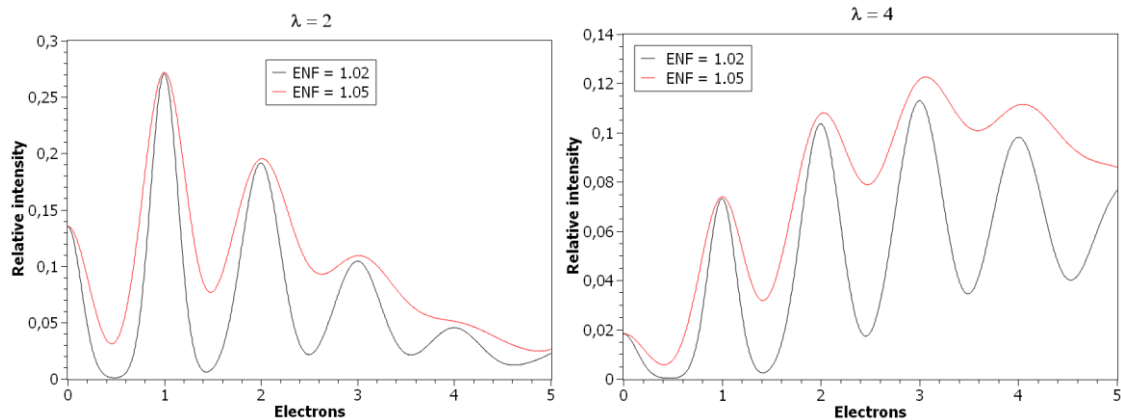 λ = 2
0,3
0,25
0,2
0,15
0,1
0,05
0
Relative intensity
ENF = 1.02
ENF = 1.05
0 1 2 3 4 5
Electrons
λ = 4
0,14
0,12
0,1
0,08
0,06
0,04
0,02
0
Relative intensity
ENF = 1.02
ENF = 1.05
0 1 2 3 4 5
Electrons